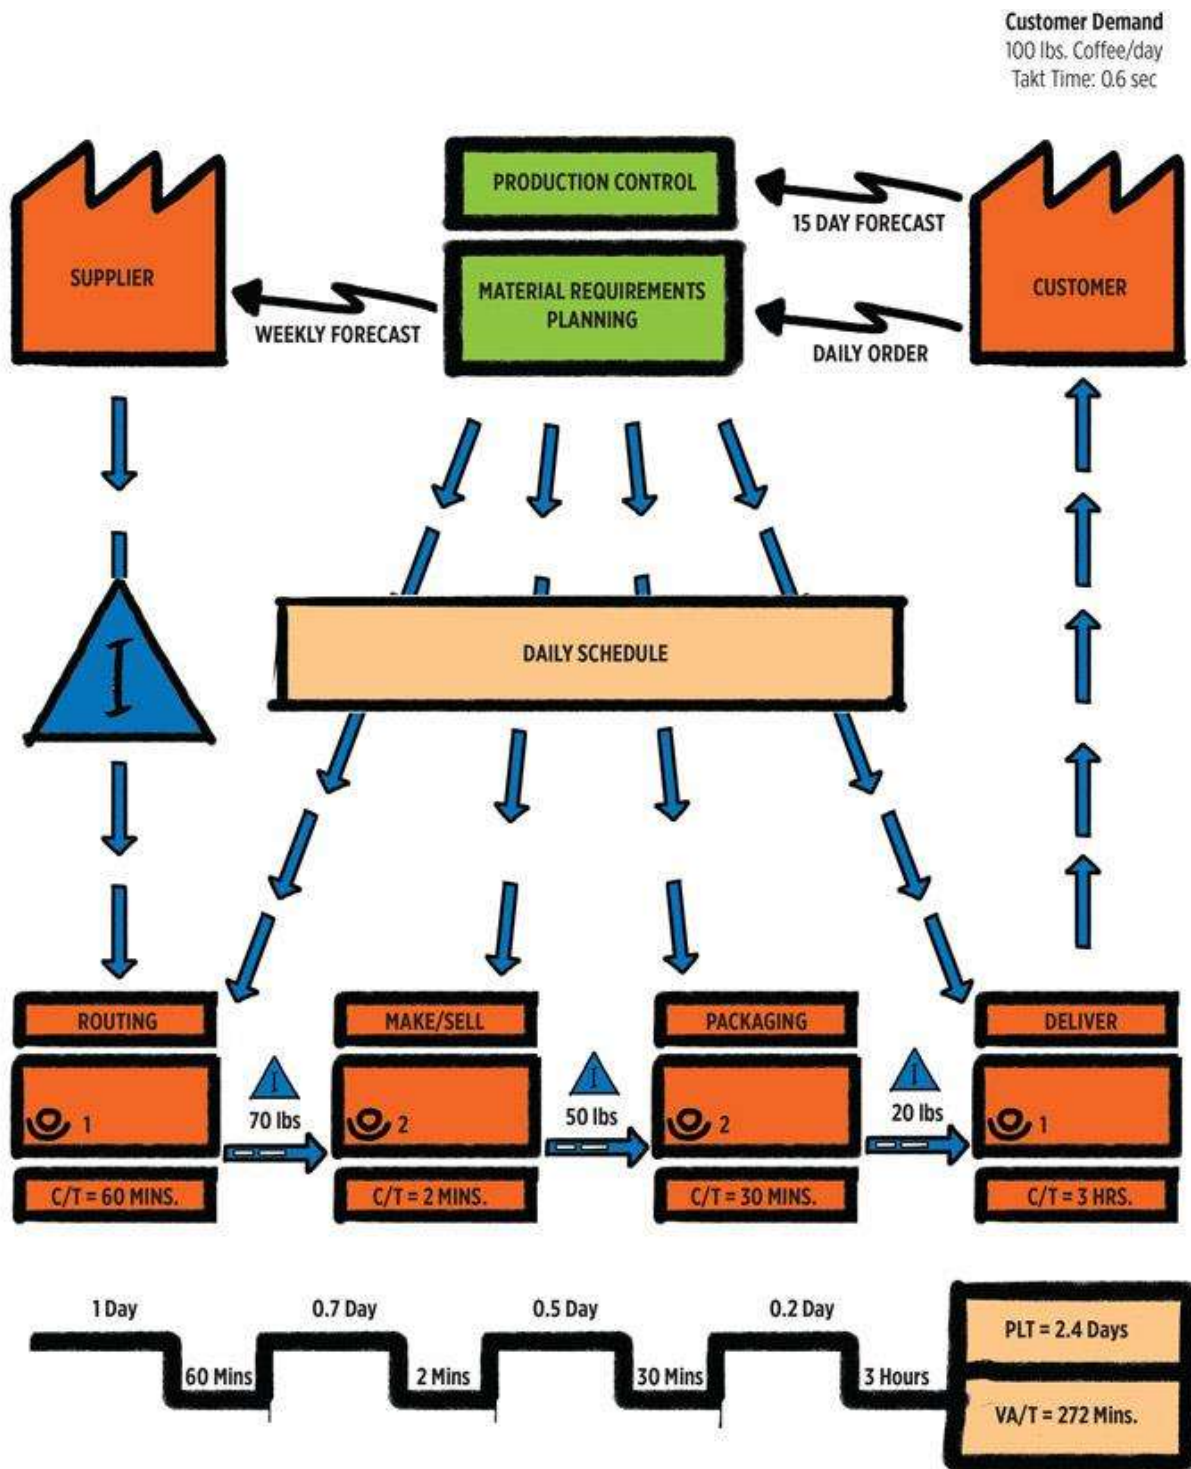 Customer Demand
100 lbs. Coffee/day
Takt Time: 0.6 sec
PRODUCTION CONTROL
15 DAY FORECAST
SUPPLIER
MATERIAL REQUIREMENTS
PLANNING
CUSTOMER
WEEKLY FORECAST
DAILY ORDER
I
DAILY SCHEDULE
ROUTING
MAKE/SELL
PACKAGING
DELIVER
1
I
70 lbs
2
I
50 lbs
2
I
20 lbs
1
C/T = 60 MINS.
C/T = 2 MINS.
C/T = 30 MINS.
C/T = 3 HRS.
1 Day
0.7 Day
0.5 Day
0.2 Day
60 Mins
2 Mins
30 Mins
3 Hours
PLT = 2.4 Days
VA/T = 272 Mins.